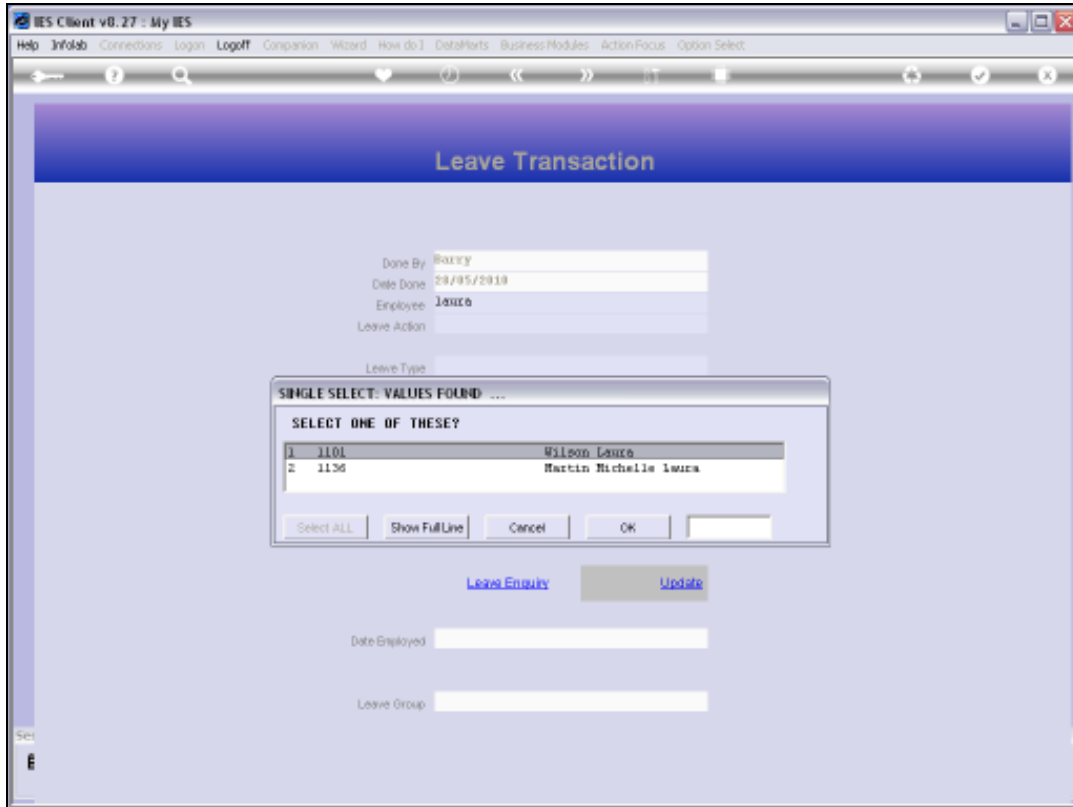 IES Client v8.27 : My IES
Help Infolab Connections Logon Logoff Companion Wizard How do I DataMarts Business Modules Action Focus Option Select
Leave Transaction
Done By Barry
Date Done 28/05/2010
Employee laura
Leave Action
Leave Type
SINGLE SELECT: VALUES FOUND ...
SELECT ONE OF THESE?
1 1101 Wilson Laura
2 1136 Martin Michelle laura
Select ALL Show Full Line Cancel OK
Leave Enquiry Update
Date Employed
Leave Group